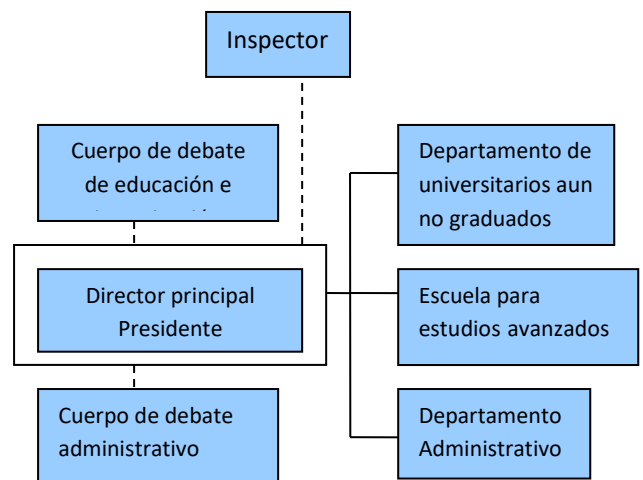 Inspector
Cuerpo de debate
de educación e
Departamento de
universitarios aun
no graduados
Director principal
Presidente
Escuela para
estudios avanzados
Cuerpo de debate
administrativo
Departamento
Administrativo